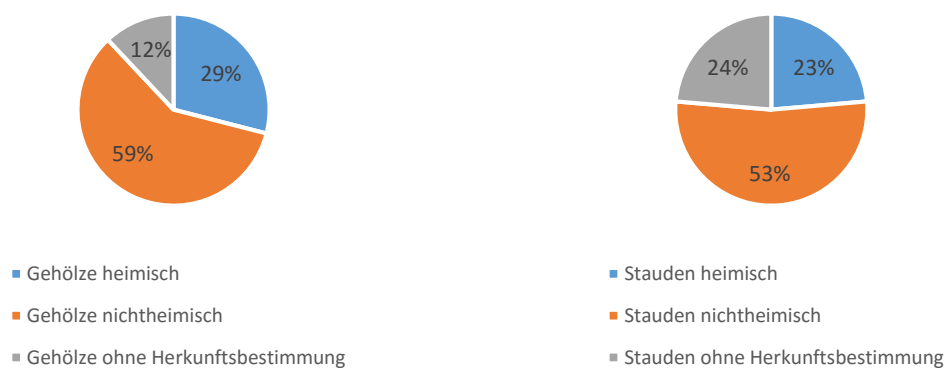 12%
29%
59%
Gehölze heimisch
Gehölze nichtheimisch
Gehölze ohne Herkunftsbestimmung
24%
23%
53%
Stauden heimisch
Stauden nichtheimisch
Stauden ohne Herkunftsbestimmung